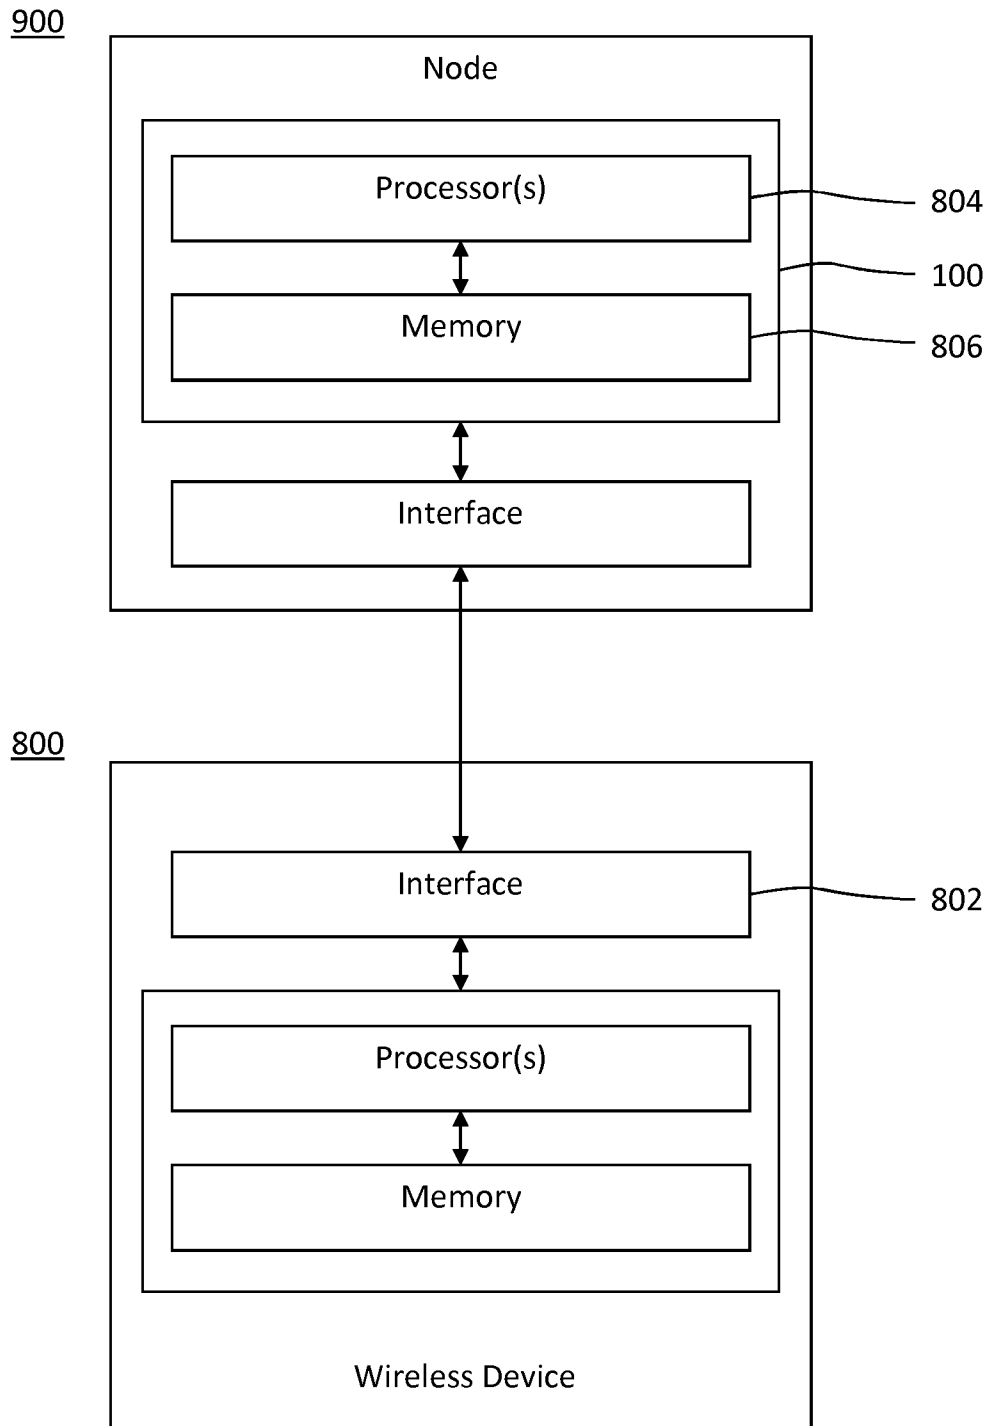 900
Node
Processor(s)
804
100
Memory
806
Interface
800
Interface
802
Processor(s)
Memory
Wireless Device